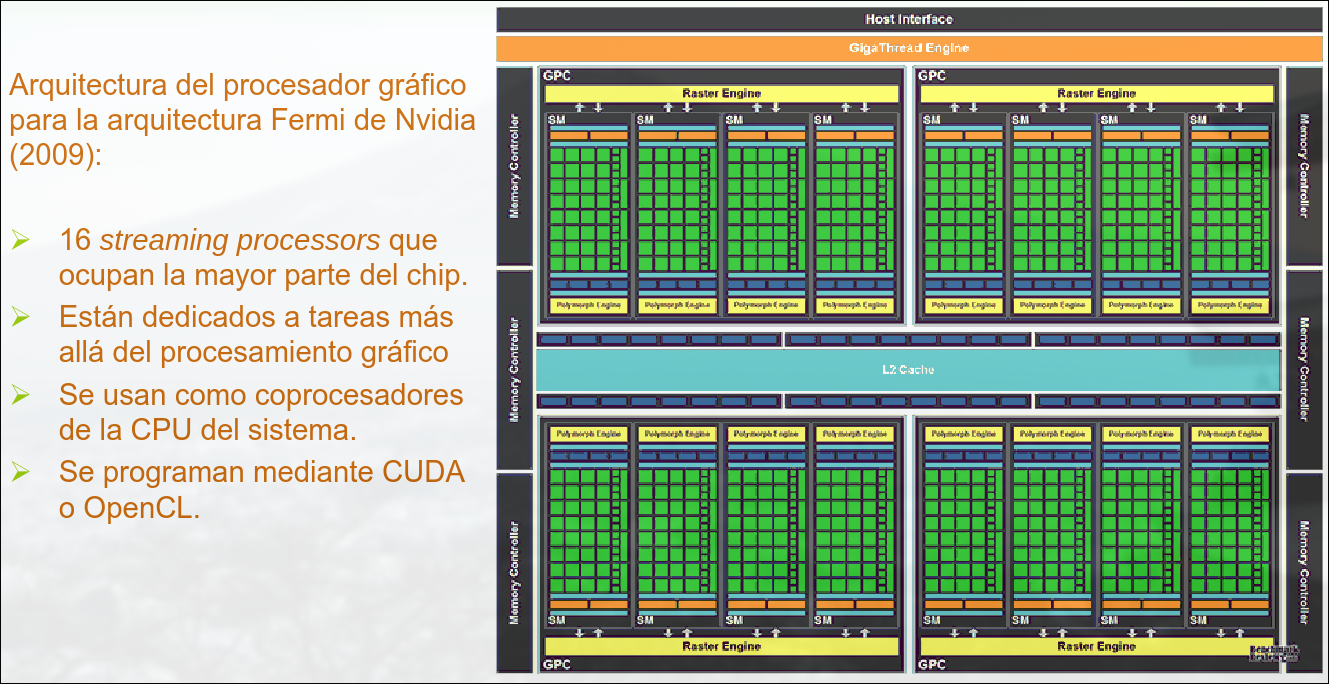 Arquitectura del procesador gráfico
para la arquitectura Fermi de Nvidia
(2009):
16 streaming processors que
ocupan la mayor parte del chip.
Están dedicados a tareas más
allá del procesamiento gráfico
Se usan como coprocesadores
de la CPU del sistema.
Se programan mediante CUDA
o OpenCL.
Host Interface
GigaThread Engine
Memory Controller
GPC
GPC
Memory Controller
Raster Engine
Raster Engine
SM SM SM SM SM SM SM SM
Polymorph Engine Polymorph Engine Polymorph Engine Polymorph Engine Polymorph Engine Polymorph Engine Polymorph Engine Polymorph Engine
Memory Controller
L2 Cache
Memory Controller
Polymorph Engine Polymorph Engine Polymorph Engine Polymorph Engine Polymorph Engine Polymorph Engine Polymorph Engine Polymorph Engine
Memory Controller
Memory Controller
SM SM SM SM SM SM SM SM
Raster Engine
Raster Engine
GPC
GPC